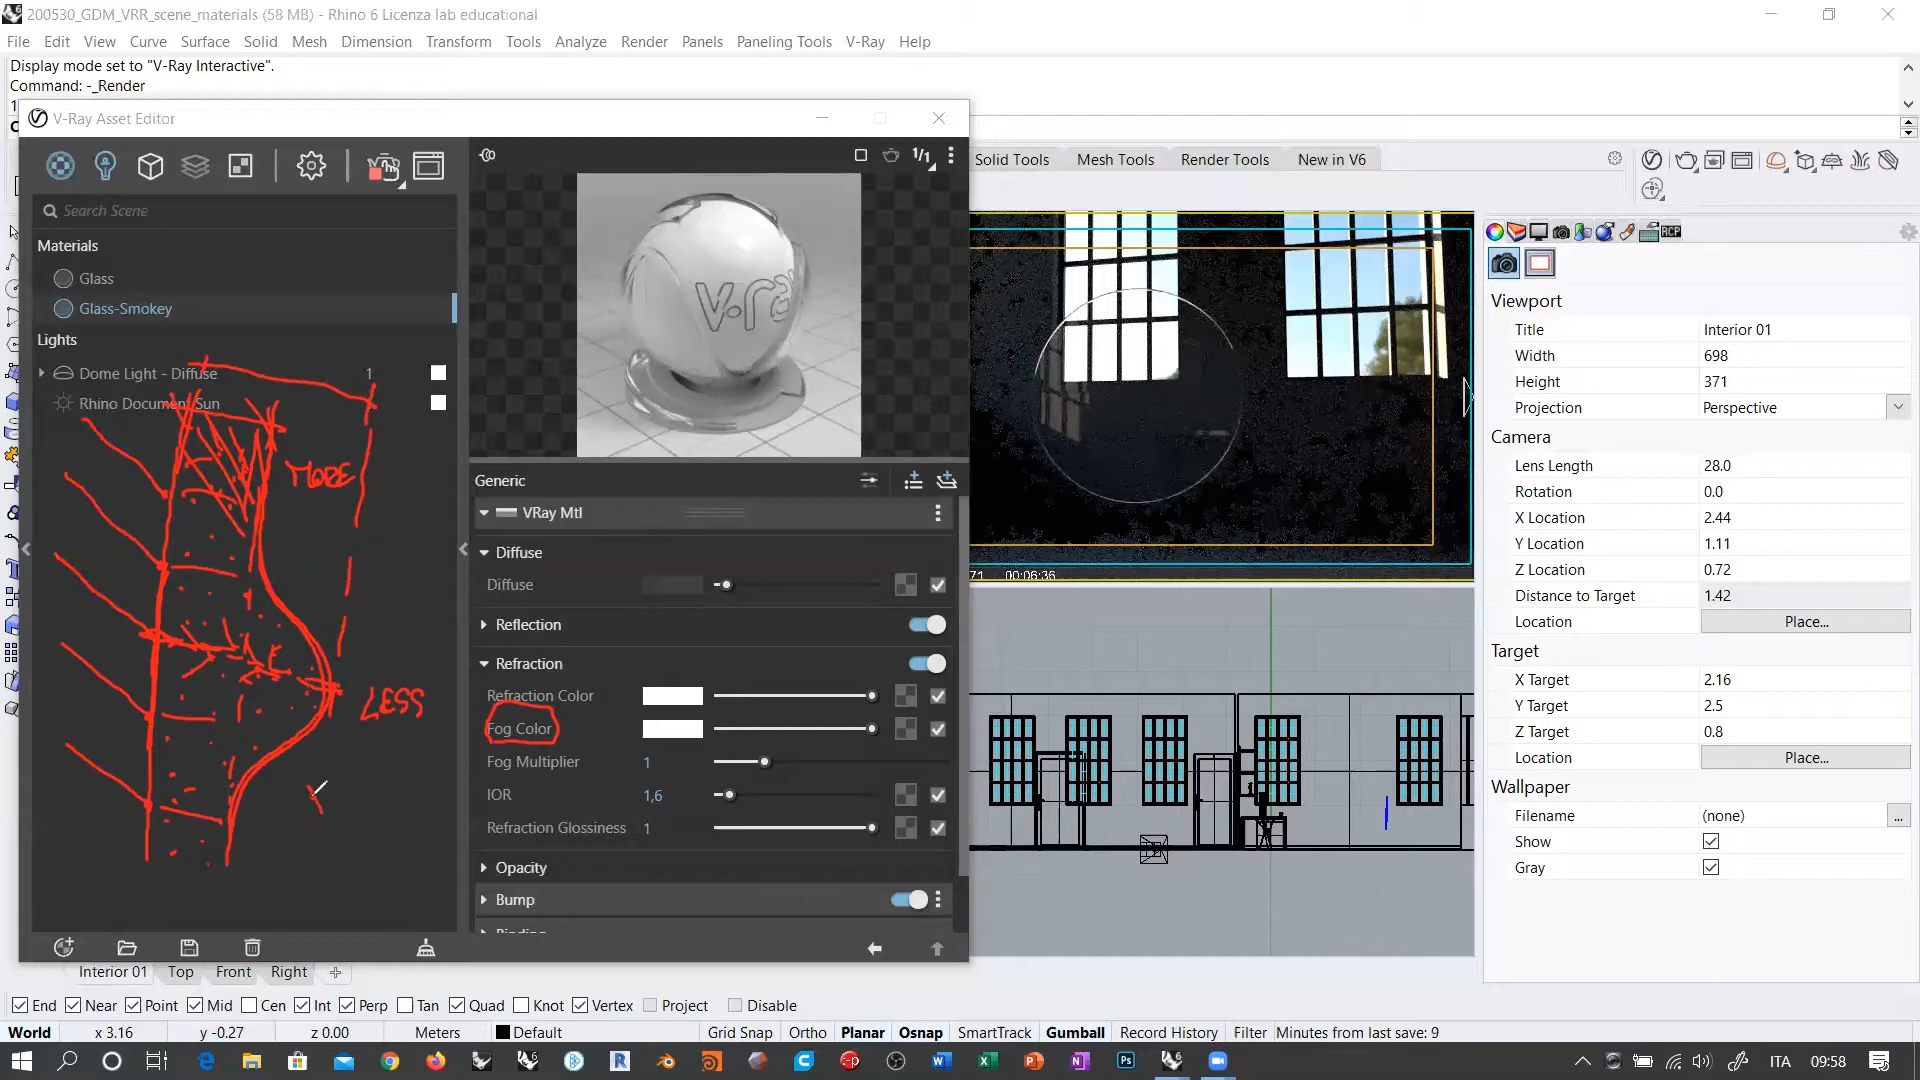 200530_GDM_VRR_scene_materials (58 MB) - Rhino 6 Licenza lab educational
File Edit View Curve Surface Solid Mesh Dimension Transform Tools Analyze Render Panels Paneling Tools V-Ray Help
Display mode set to "V-Ray Interactive".
Command: -_Render
V-Ray Asset Editor
Solid Tools Mesh Tools Render Tools New in V6
1/1
Search Scene
Materials
Glass
Glass-Smokey
Lights
Dome Light - Diffuse 1
Rhino Document Sun
MORE
LESS
v-ra
Generic
VRay Mtl
Diffuse
Diffuse
Reflection
Refraction
Refraction Color
Fog Color
Fog Multiplier 1
IOR 1,6
Refraction Glossiness 1
Opacity
Bump
Binding
71 00:06:36
RCP
Viewport
Title Interior 01
Width 698
Height 371
Projection Perspective
Camera
Lens Length 28.0
Rotation 0.0
X Location 2.44
Y Location 1.11
Z Location 0.72
Distance to Target 1.42
Location Place...
Target
X Target 2.16
Y Target 2.5
Z Target 0.8
Location Place...
Wallpaper
Filename (none) ...
Show
Gray
Interior 01 Top Front Right
End Near Point Mid Cen Int Perp Tan Quad Knot Vertex Project Disable
World x 3.16 y -0.27 z 0.00 Meters Default Grid Snap Ortho Planar Osnap SmartTrack Gumball Record History Filter Minutes from last save: 9
ITA 09:58